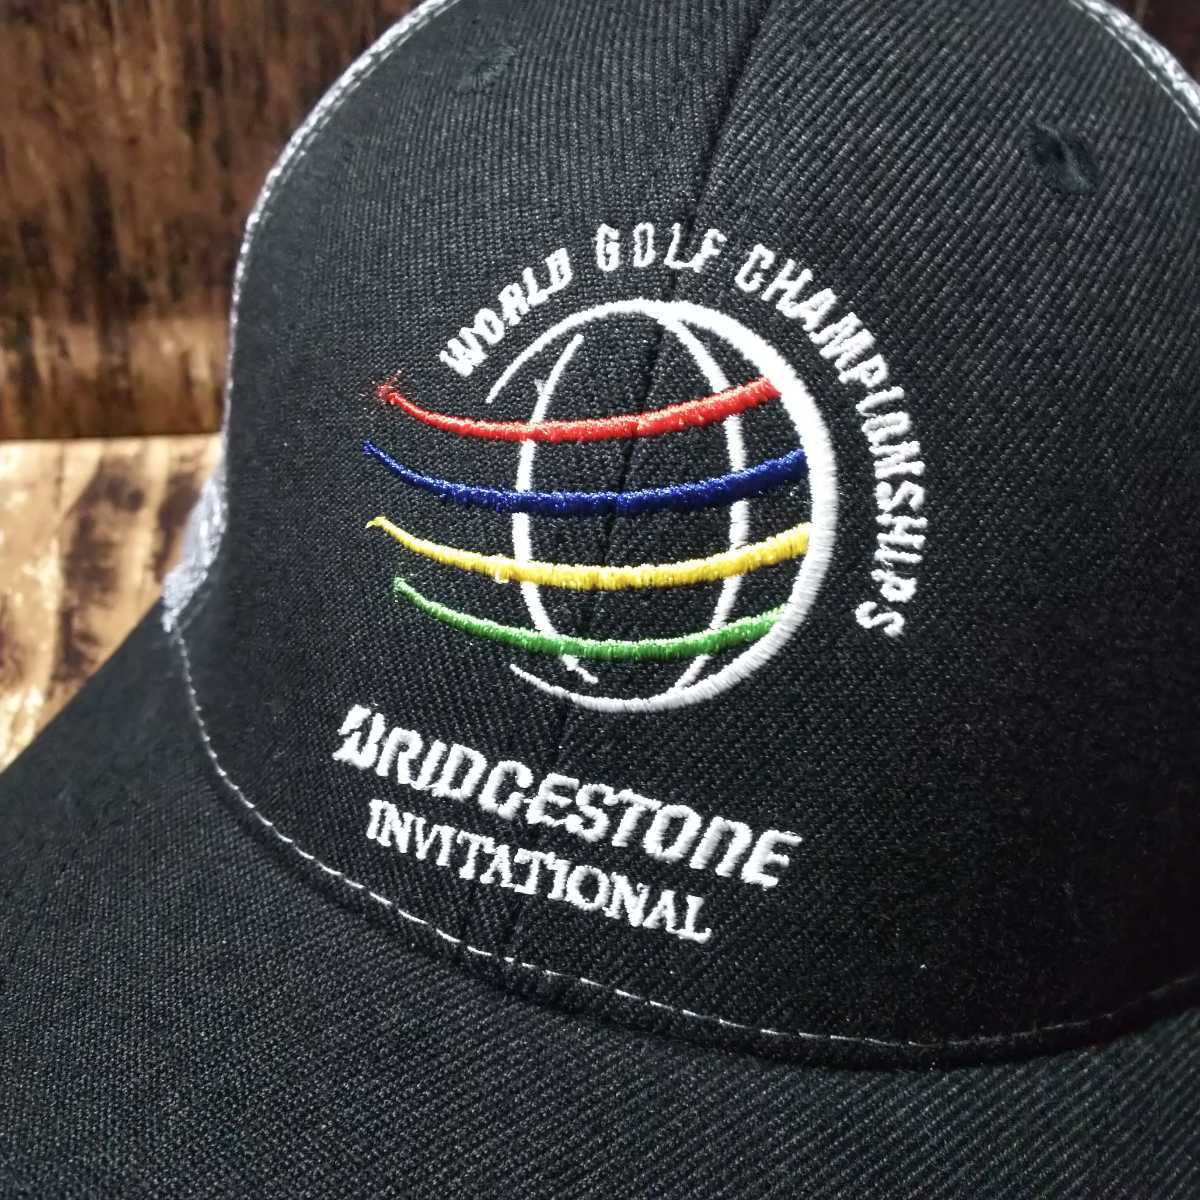 WORLD GOLF CHAMPIONSHIPS
BRIDGESTONE
INVITATIONAL